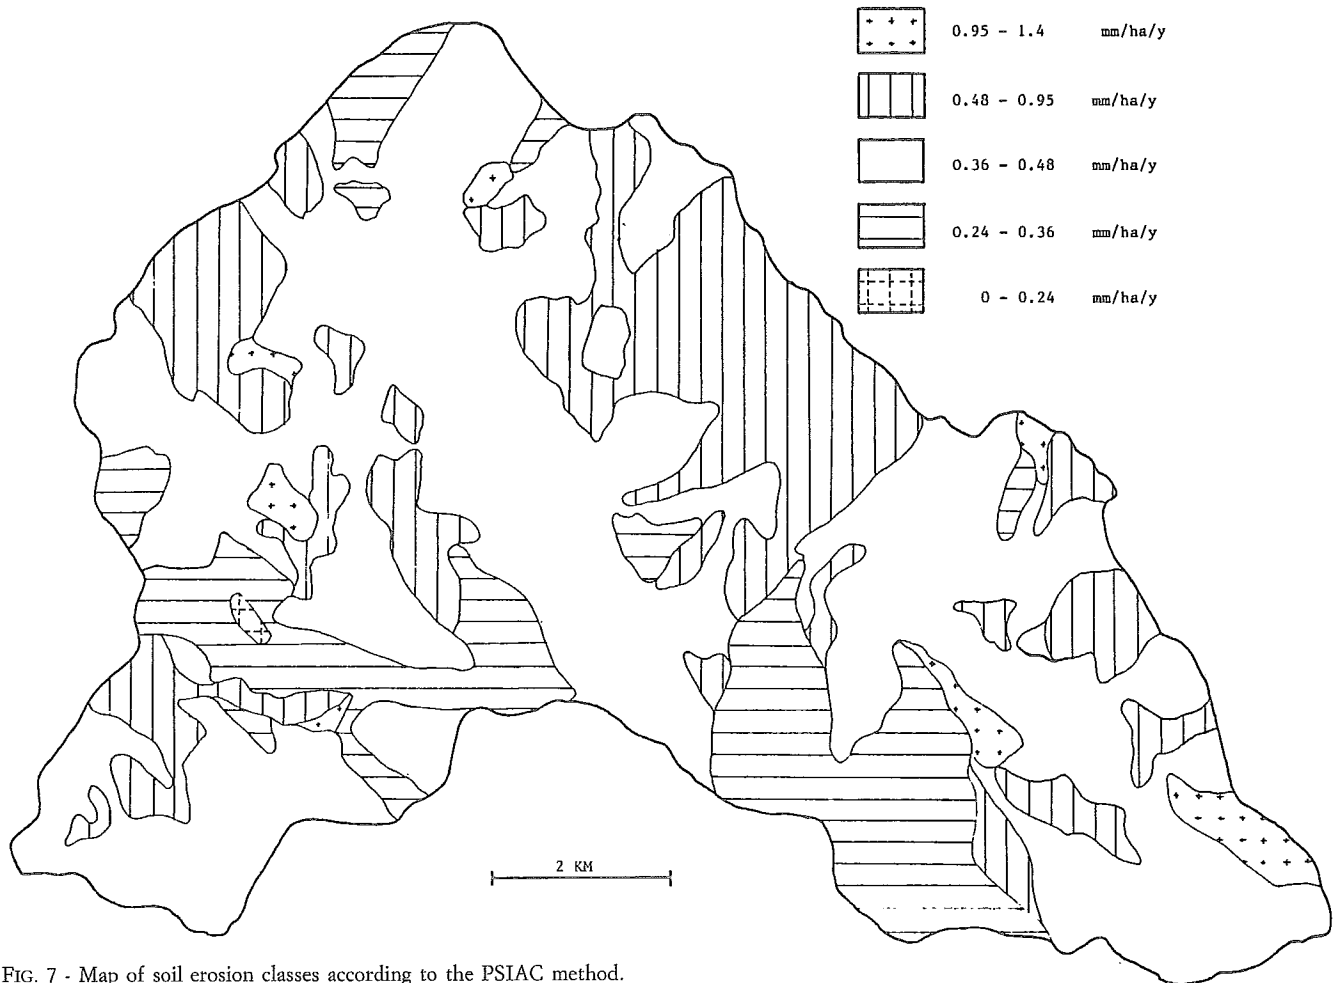 0.95 - 1.4 mm/ha/y
0.48 - 0.95 mm/ha/y
0.36 - 0.48 mm/ha/y
0.24 - 0.36 mm/ha/y
0 - 0.24 mm/ha/y
2 KM
FIG. 7 - Map of soil erosion classes according to the PSIAC method.